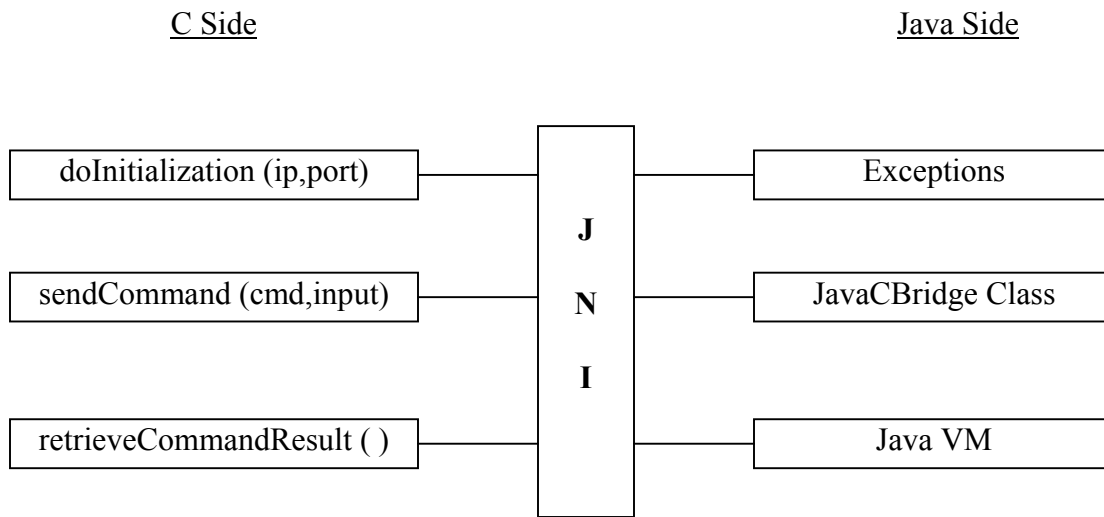 C Side
Java Side
doInitialization (ip,port)
Exceptions
J
sendCommand (cmd,input)
N
JavaCBridge Class
I
retrieveCommandResult ( )
Java VM